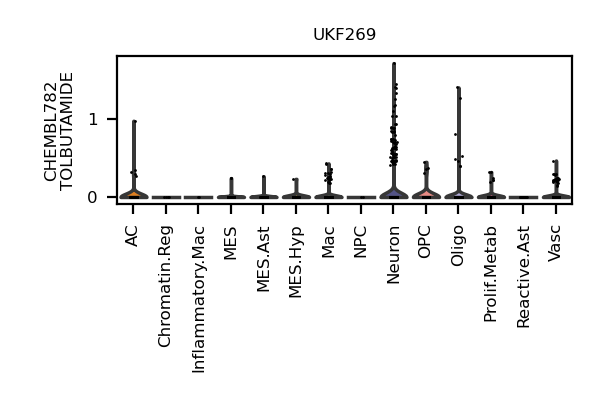 UKF269
CHEMBL782
TOLBUTAMIDE
1
0
AC
Chromatin.Reg
Inflammatory.Mac
MES
MES.Ast
MES.Hyp
Mac
NPC
Neuron
OPC
Oligo
Prolif.Metab
Reactive.Ast
Vasc